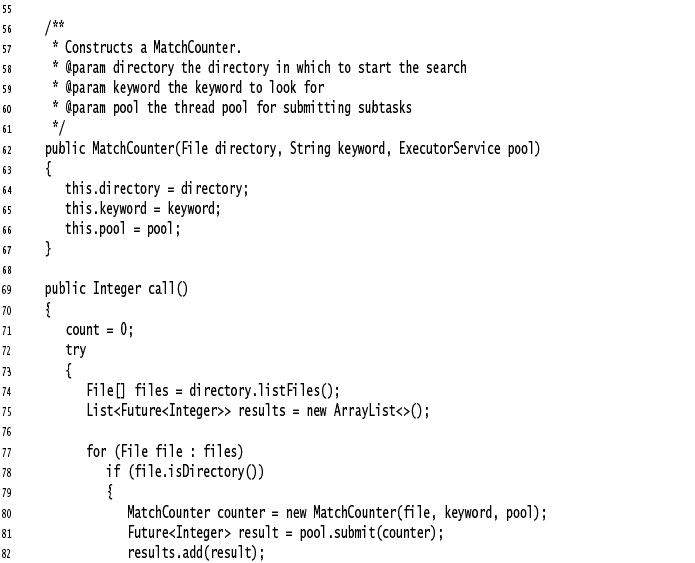 55
56 /**
57 * Constructs a MatchCounter.
58 * @param directory the directory in which to start the search
59 * @param keyword the keyword to look for
60 * @param pool the thread pool for submitting subtasks
61 */
62 public MatchCounter(File directory, String keyword, ExecutorService pool)
63 {
64 this.directory = directory;
65 this.keyword = keyword;
66 this.pool = pool;
67 }
68
69 public Integer call()
70 {
71 count = 0;
72 try
73 {
74 File[] files = directory.listFiles();
75 List<Future<Integer>> results = new ArrayList<>();
76
77 for (File file : files)
78 if (file.isDirectory())
79 {
80 MatchCounter counter = new MatchCounter(file, keyword, pool);
81 Future<Integer> result = pool.submit(counter);
82 results.add(result);